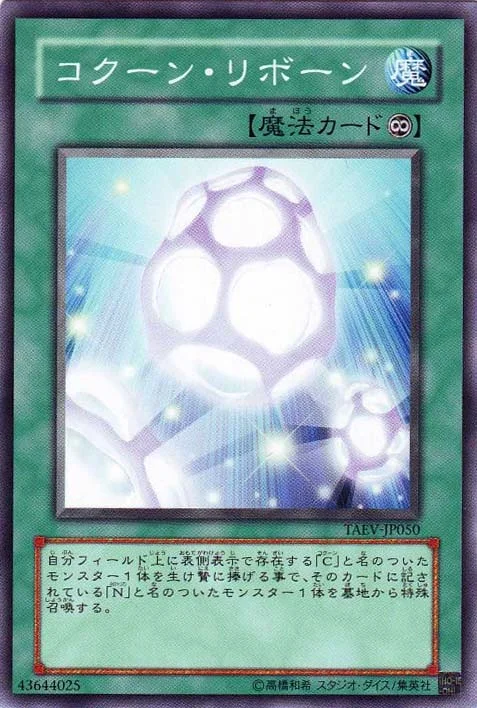 コクーン・リボーン
魔
【魔法カード∞】
TAEV-JP050
自分フィールド上に表側表示で存在する「C」と名のついた
モンスター1体を生け贄に捧げる事で、そのカードに記さ
れている「N」と名のついたモンスター1体を墓地から特殊
召喚する。
43644025
©高橋和希 スタジオ・ダイス/集英社